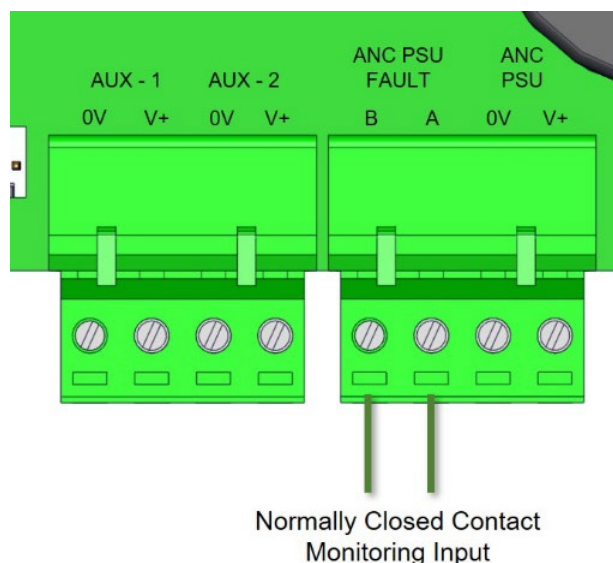 AUX - 1 AUX - 2 ANC PSU FAULT ANC PSU
0V V+ 0V V+ B A 0V V+
Normally Closed Contact
Monitoring Input